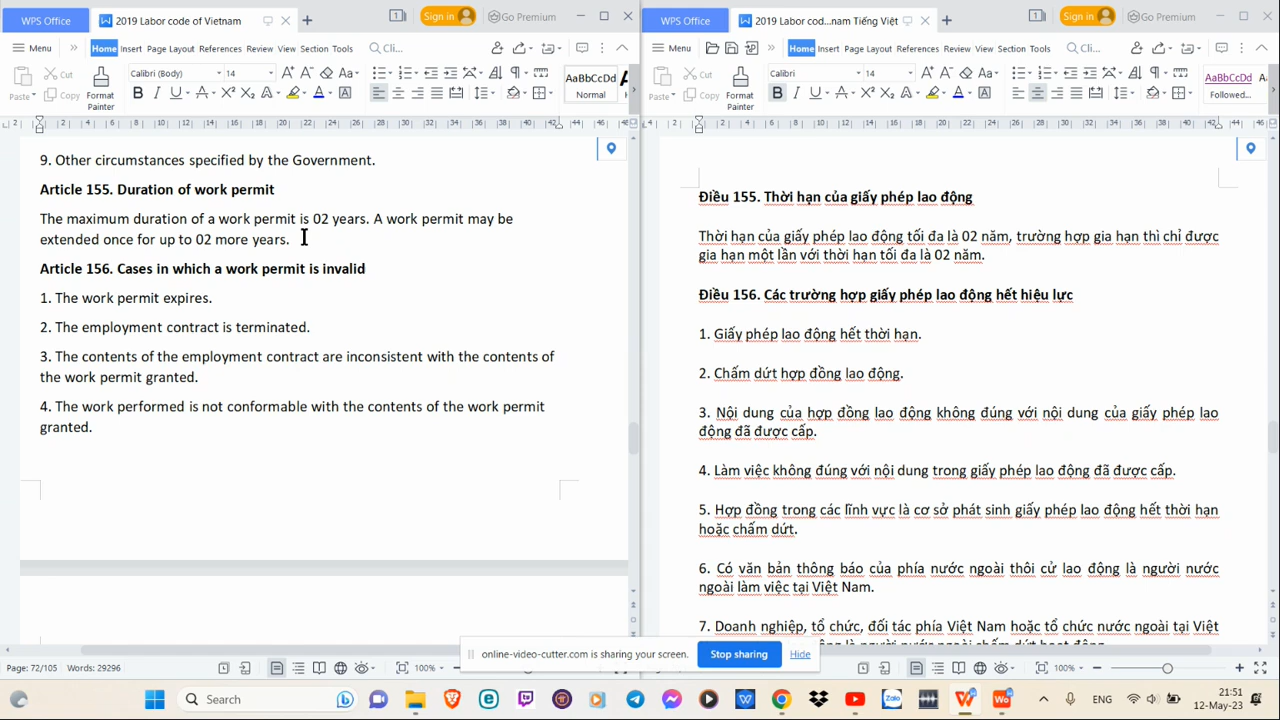 WPS Office
2019 Labor code of Vietnam
Sign in
Go Premium
Menu
Home Insert Page Layout References Review View Section Tools
Cli...
Paste
Cut
Copy
Format Painter
Calibri (Body)
14
AaBbCcDd
Normal
9. Other circumstances specified by the Government.
Article 155. Duration of work permit
The maximum duration of a work permit is 02 years. A work permit may be
extended once for up to 02 more years.
Article 156. Cases in which a work permit is invalid
1. The work permit expires.
2. The employment contract is terminated.
3. The contents of the employment contract are inconsistent with the contents of
the work permit granted.
4. The work performed is not conformable with the contents of the work permit
granted.
Page: 72/105 Words: 29296
100%
WPS Office
2019 Labor cod...nam Tiếng Việt
Sign in
Go Premium
Menu
Home Insert Page Layout References Review View Section Tools
Cli...
Paste
Cut
Copy
Format Painter
Calibri
14
AaBbCcDd
Followed...
Điều 155. Thời hạn của giấy phép lao động
Thời hạn của giấy phép lao động tối đa là 02 năm, trường hợp gia hạn thì chỉ được
gia hạn một lần với thời hạn tối đa là 02 năm.
Điều 156. Các trường hợp giấy phép lao động hết hiệu lực
1. Giấy phép lao động hết thời hạn.
2. Chấm dứt hợp đồng lao động.
3. Nội dung của hợp đồng lao động không đúng với nội dung của giấy phép lao
động đã được cấp.
4. Làm việc không đúng với nội dung trong giấy phép lao động đã được cấp.
5. Hợp đồng trong các lĩnh vực là cơ sở phát sinh giấy phép lao động hết thời hạn
hoặc chấm dứt.
6. Có văn bản thông báo của phía nước ngoài thôi cử lao động là người nước
ngoài làm việc tại Việt Nam.
7. Doanh nghiệp, tổ chức, đối tác phía Việt Nam hoặc tổ chức nước ngoài tại Việt
100%
online-video-cutter.com is sharing your screen.
Stop sharing
Hide
Search
ENG
21:51
12-May-23